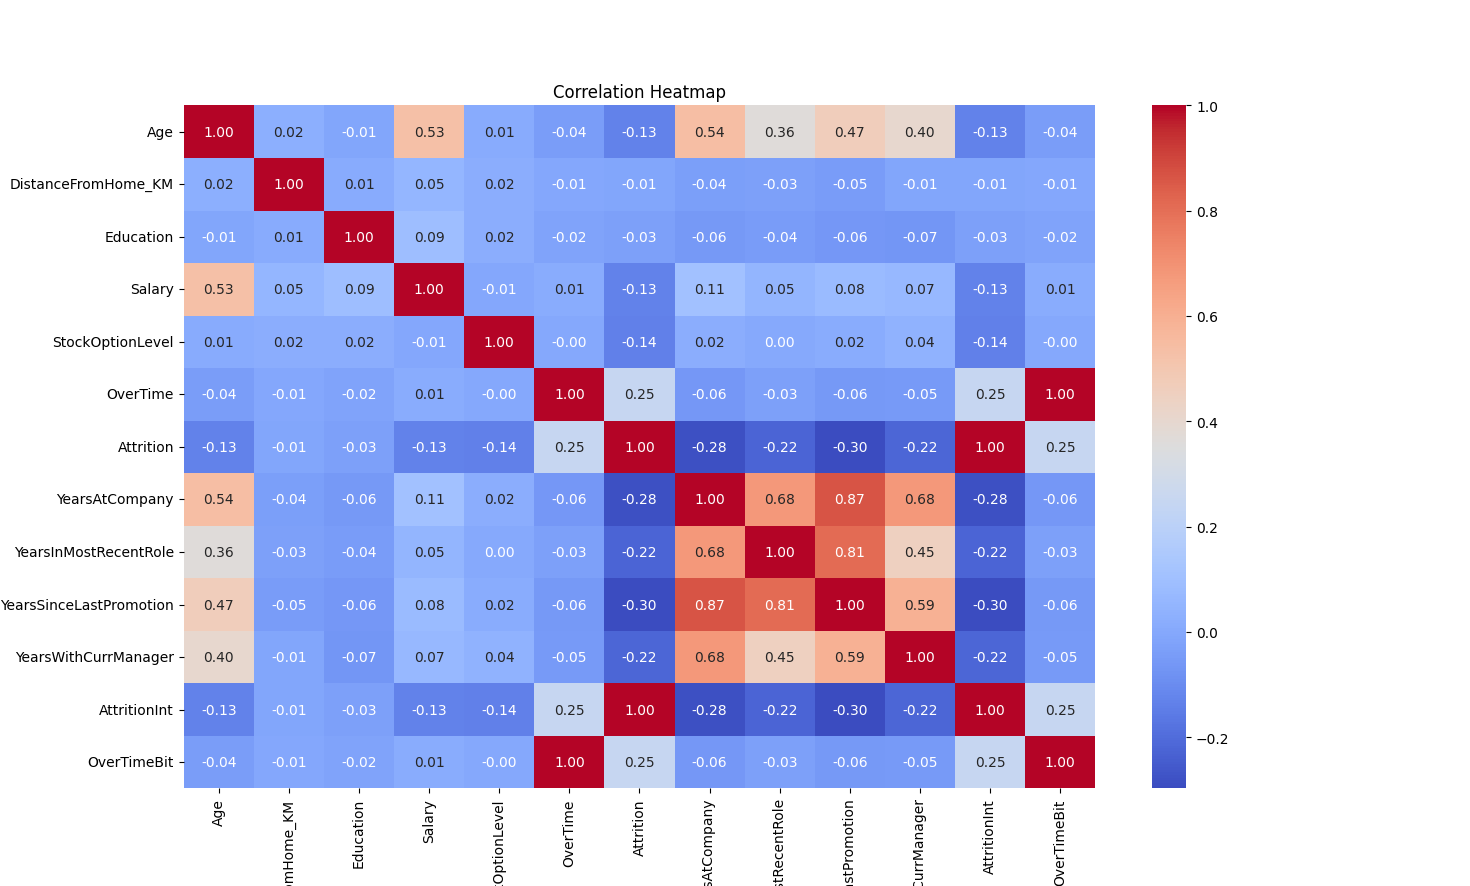 Correlation Heatmap
Age 1.00 0.02 -0.01 0.53 0.01 -0.04 -0.13 0.54 0.36 0.47 0.40 -0.13 -0.04
DistanceFromHome_KM 0.02 1.00 0.01 0.05 0.02 -0.01 -0.01 -0.04 -0.03 -0.05 -0.01 -0.01 -0.01
Education -0.01 0.01 1.00 0.09 0.02 -0.02 -0.03 -0.06 -0.04 -0.06 -0.07 -0.03 -0.02
Salary 0.53 0.05 0.09 1.00 -0.01 0.01 -0.13 0.11 0.05 0.08 0.07 -0.13 0.01
StockOptionLevel 0.01 0.02 0.02 -0.01 1.00 -0.00 -0.14 0.02 0.00 0.02 0.04 -0.14 -0.00
OverTime -0.04 -0.01 -0.02 0.01 -0.00 1.00 0.25 -0.06 -0.03 -0.06 -0.05 0.25 1.00
Attrition -0.13 -0.01 -0.03 -0.13 -0.14 0.25 1.00 -0.28 -0.22 -0.30 -0.22 1.00 0.25
YearsAtCompany 0.54 -0.04 -0.06 0.11 0.02 -0.06 -0.28 1.00 0.68 0.87 0.68 -0.28 -0.06
YearsInMostRecentRole 0.36 -0.03 -0.04 0.05 0.00 -0.03 -0.22 0.68 1.00 0.81 0.45 -0.22 -0.03
YearsSinceLastPromotion 0.47 -0.05 -0.06 0.08 0.02 -0.06 -0.30 0.87 0.81 1.00 0.59 -0.30 -0.06
YearsWithCurrManager 0.40 -0.01 -0.07 0.07 0.04 -0.05 -0.22 0.68 0.45 0.59 1.00 -0.22 -0.05
AttritionInt -0.13 -0.01 -0.03 -0.13 -0.14 0.25 1.00 -0.28 -0.22 -0.30 -0.22 1.00 0.25
OverTimeBit -0.04 -0.01 -0.02 0.01 -0.00 1.00 0.25 -0.06 -0.03 -0.06 -0.05 0.25 1.00
Age
omHome_KM
Education
Salary
tOptionLevel
OverTime
Attrition
sAtCompany
stRecentRole
astPromotion
CurrManager
AttritionInt
OverTimeBit
1.0
0.8
0.6
0.4
0.2
0.0
−0.2